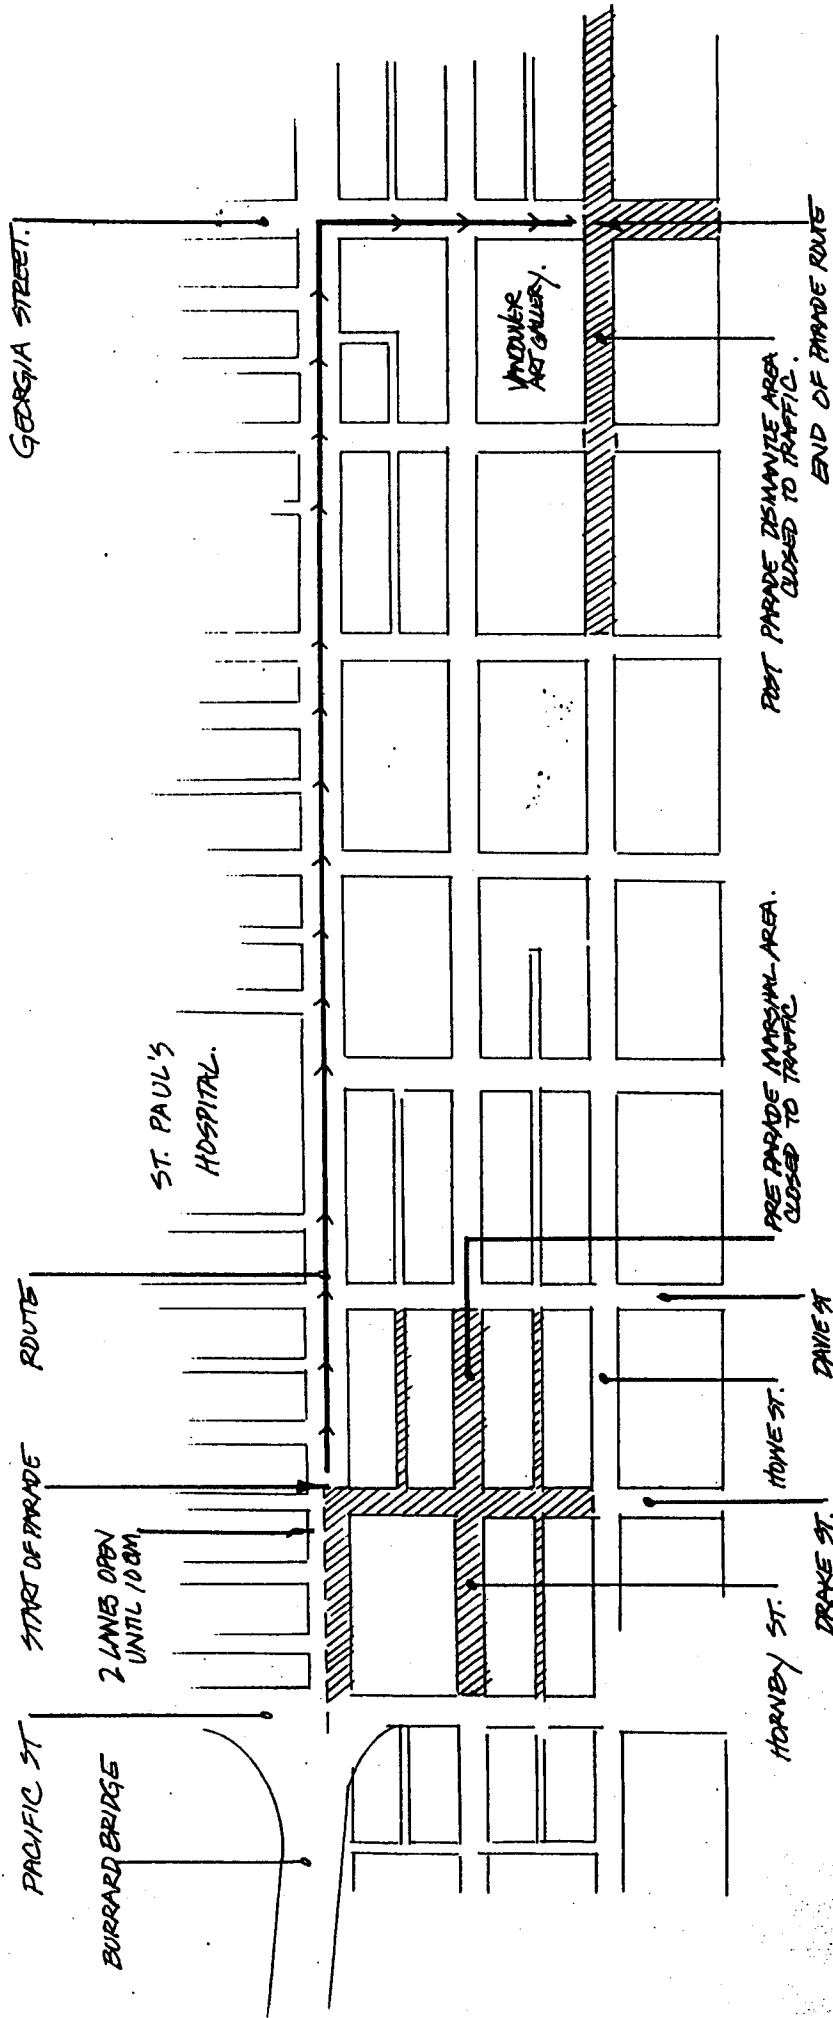 GEORGIA STREET.
ROUTE
START OF PARADE
2 LANES OPEN
UNTIL 10 AM.
PACIFIC ST
BURRARD BRIDGE
ST. PAUL'S
HOSPITAL.
VANCOUVER
ART GALLERY.
POST PARADE DISMANTLE AREA
CLOSED TO TRAFFIC.
END OF PARADE ROUTE
PRE PARADE MARSHAL AREA.
CLOSED TO TRAFFIC
HORNBY ST.
HOWE ST.
DRAKE ST.
DAVIE ST